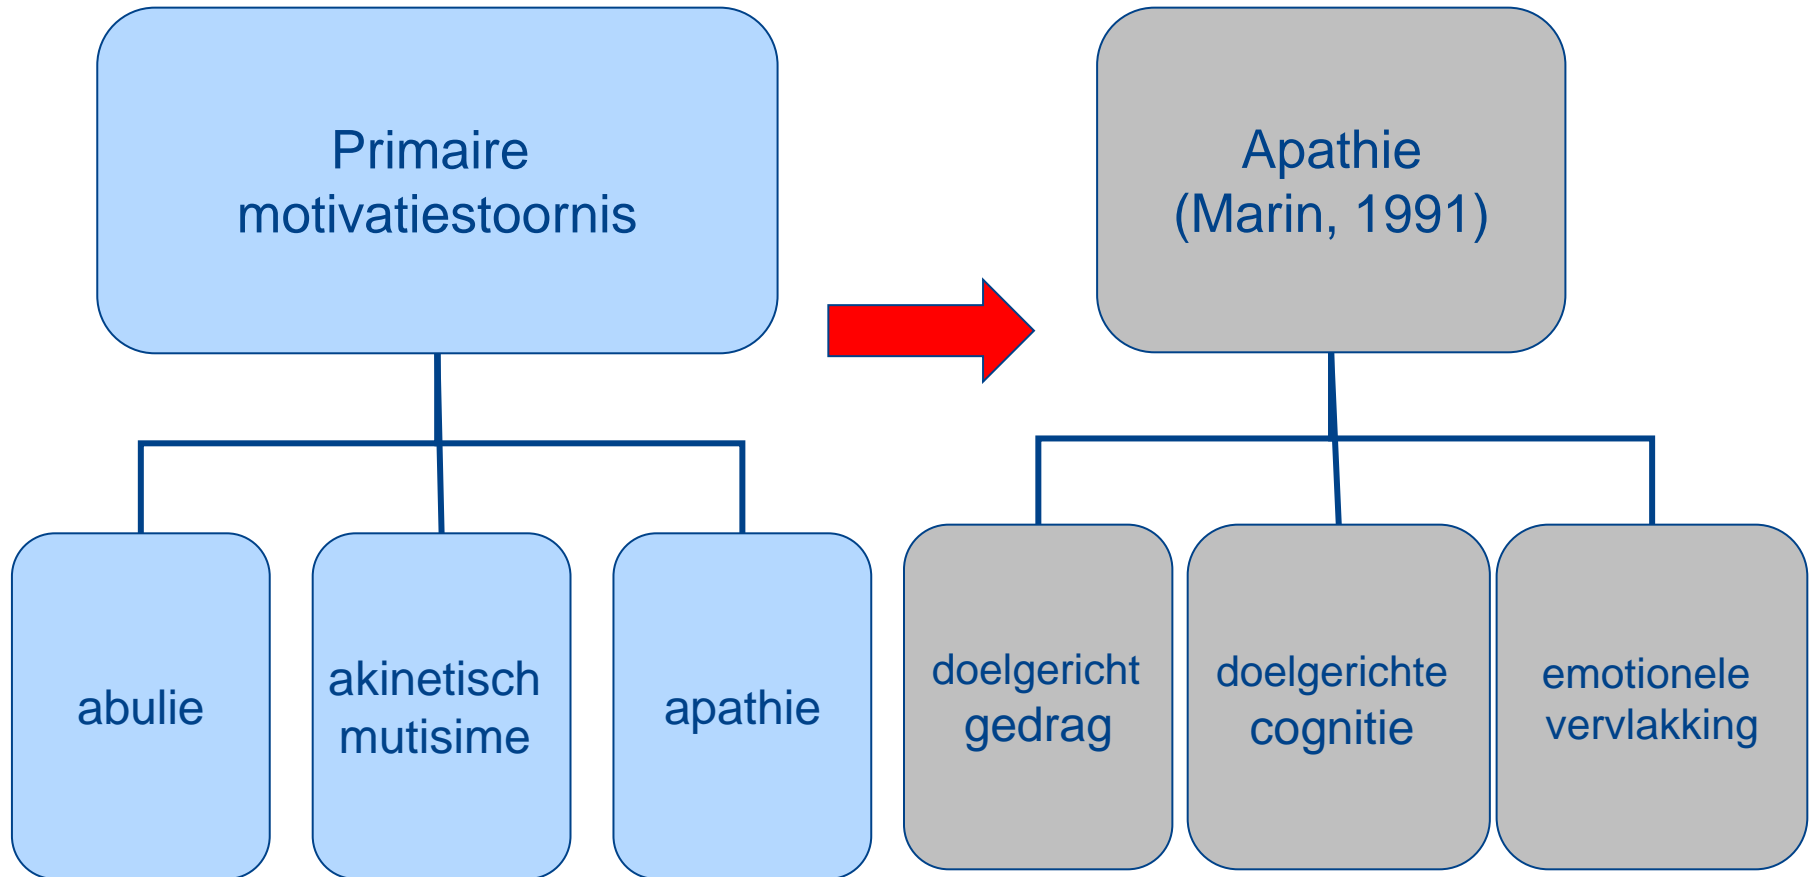 Primaire
motivatiestoornis
Apathie
(Marin, 1991)
abulie
akinetisch
mutisime
apathie
doelgericht
gedrag
doelgerichte
cognitie
emotionele
vervlakking